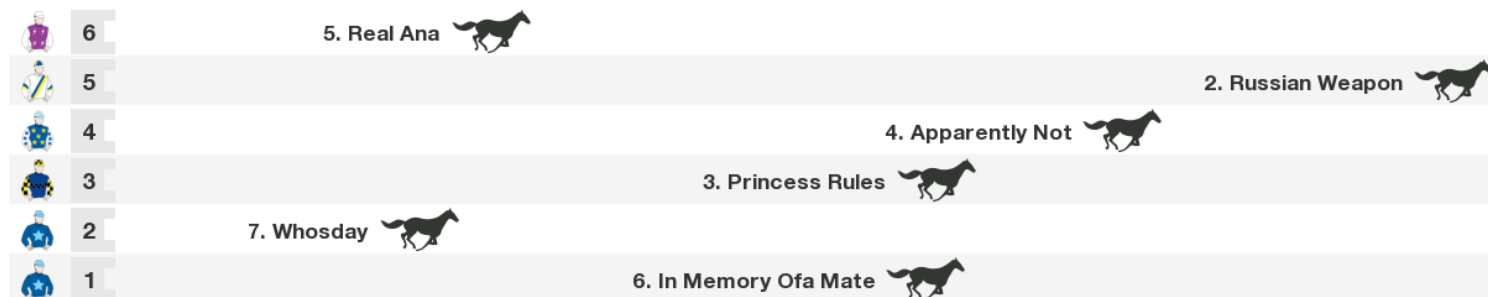 6 5. Real Ana
5 2. Russian Weapon
4 4. Apparently Not
3 3. Princess Rules
2 7. Whosday
1 6. In Memory Ofa Mate